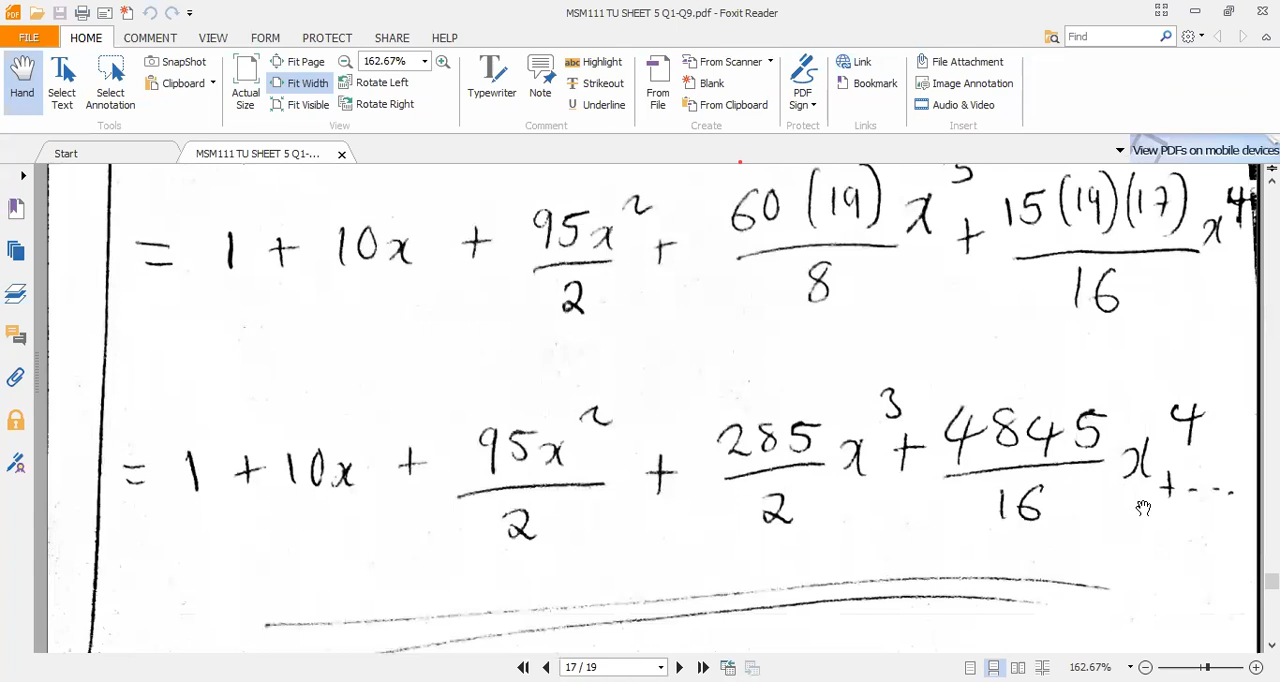 MSM111 TU SHEET 5 Q1-Q9.pdf - Foxit Reader
FILE HOME COMMENT VIEW FORM PROTECT SHARE HELP Find
Hand Select Text Select Annotation SnapShot Clipboard Tools
Actual Size Fit Page Fit Width Fit Visible 162.67% Rotate Left Rotate Right View
Typewriter Note Highlight Strikeout Underline Comment
From File From Scanner Blank From Clipboard Create
PDF Sign Protect
Link Bookmark Links
File Attachment Image Annotation Audio & Video Insert
Start MSM111 TU SHEET 5 Q1-... View PDFs on mobile devices
= 1 + 10x + 95x²/2 + 60(19)/8 x³ + 15(19)(17)/16 x⁴
= 1 + 10x + 95x²/2 + 285/2 x³ + 4845/16 x⁴ + ...
17 / 19 162.67%